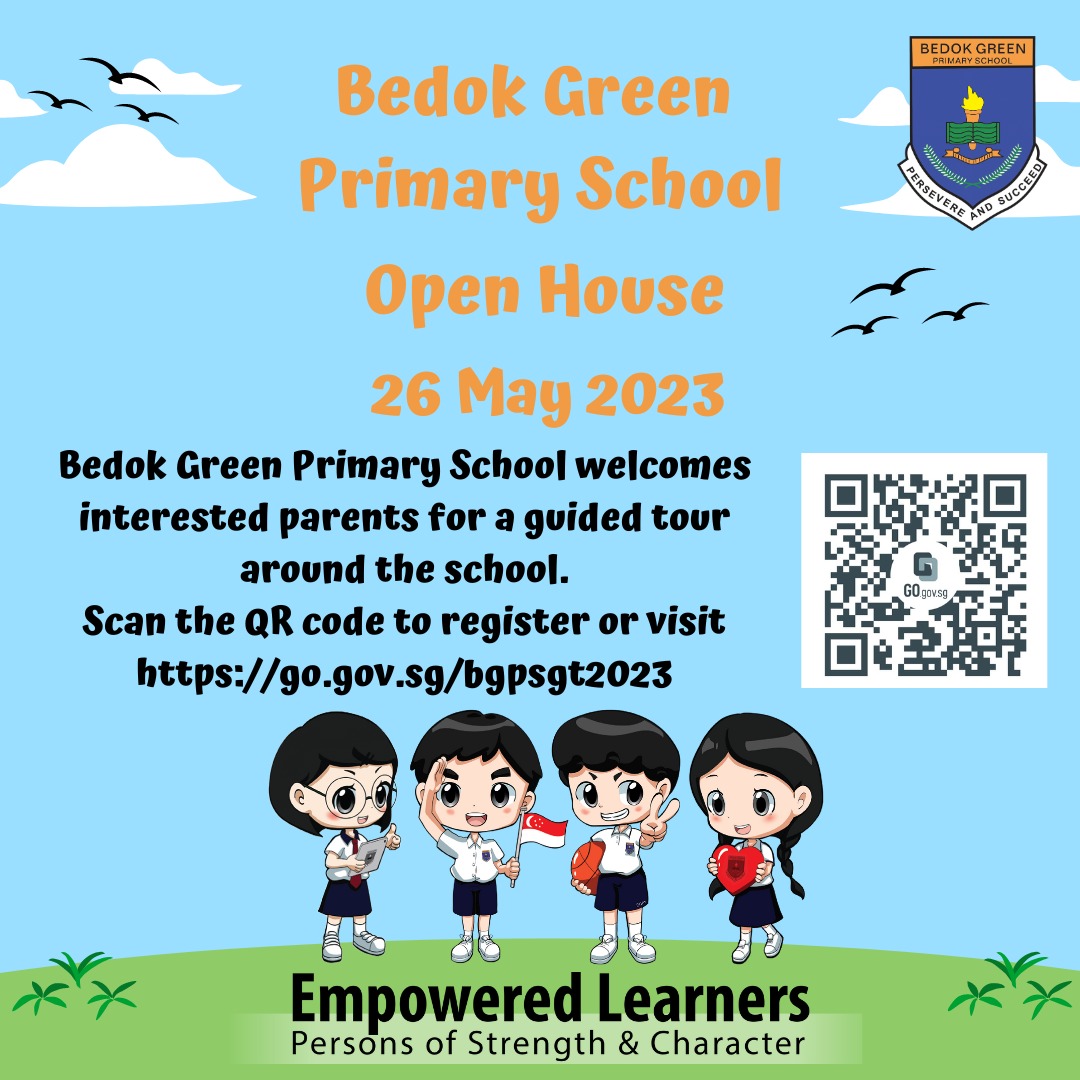 BEDOK GREEN
PRIMARY SCHOOL
PERSEVERE AND SUCCEED
Bedok Green
Primary School
Open House
26 May 2023
Bedok Green Primary School welcomes
interested parents for a guided tour
around the school.
Scan the QR code to register or visit
https://go.gov.sg/bgpsgt2023
GO.gov.sg
Empowered Learners
Persons of Strength & Character